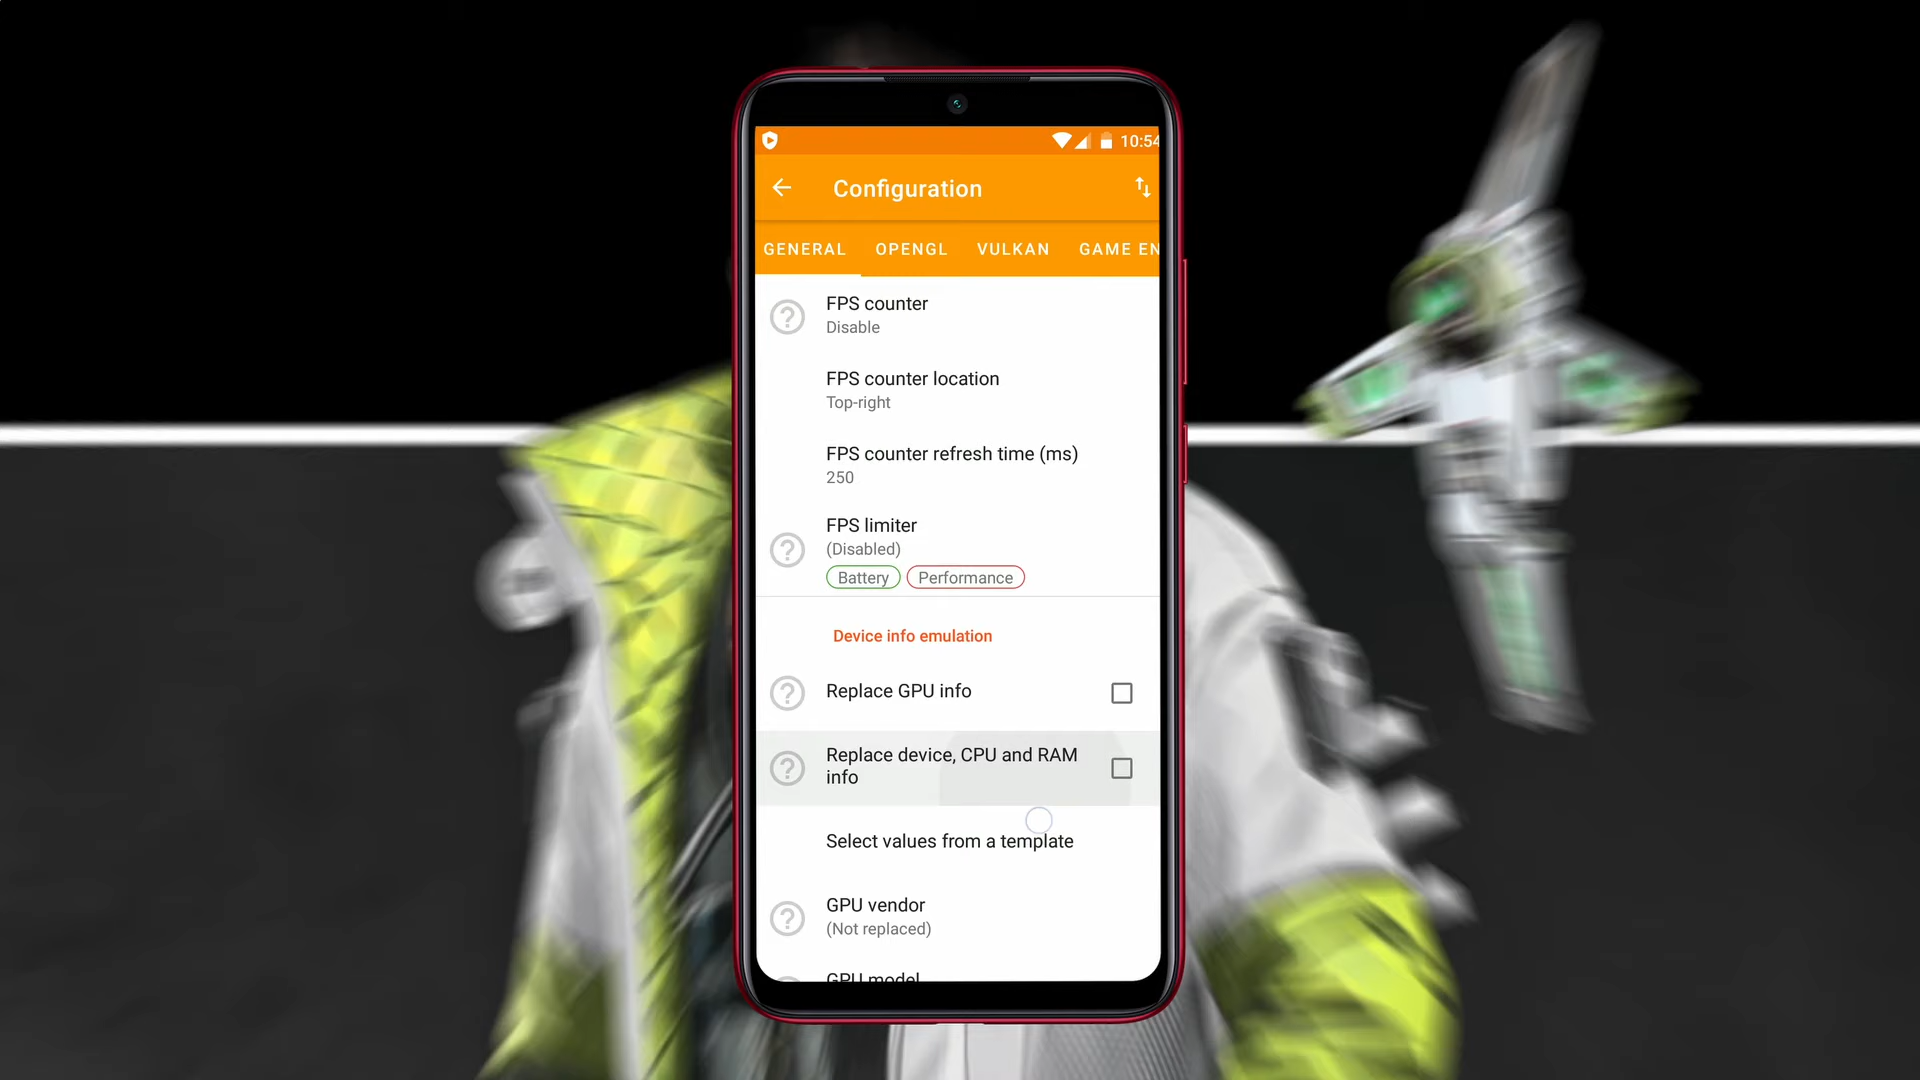 10:54
Configuration
GENERAL OPENGL VULKAN GAME EN
FPS counter
Disable
FPS counter location
Top-right
FPS counter refresh time (ms)
250
FPS limiter
(Disabled)
Battery Performance
Device info emulation
Replace GPU info
Replace device, CPU and RAM
info
Select values from a template
GPU vendor
(Not replaced)
GPU model